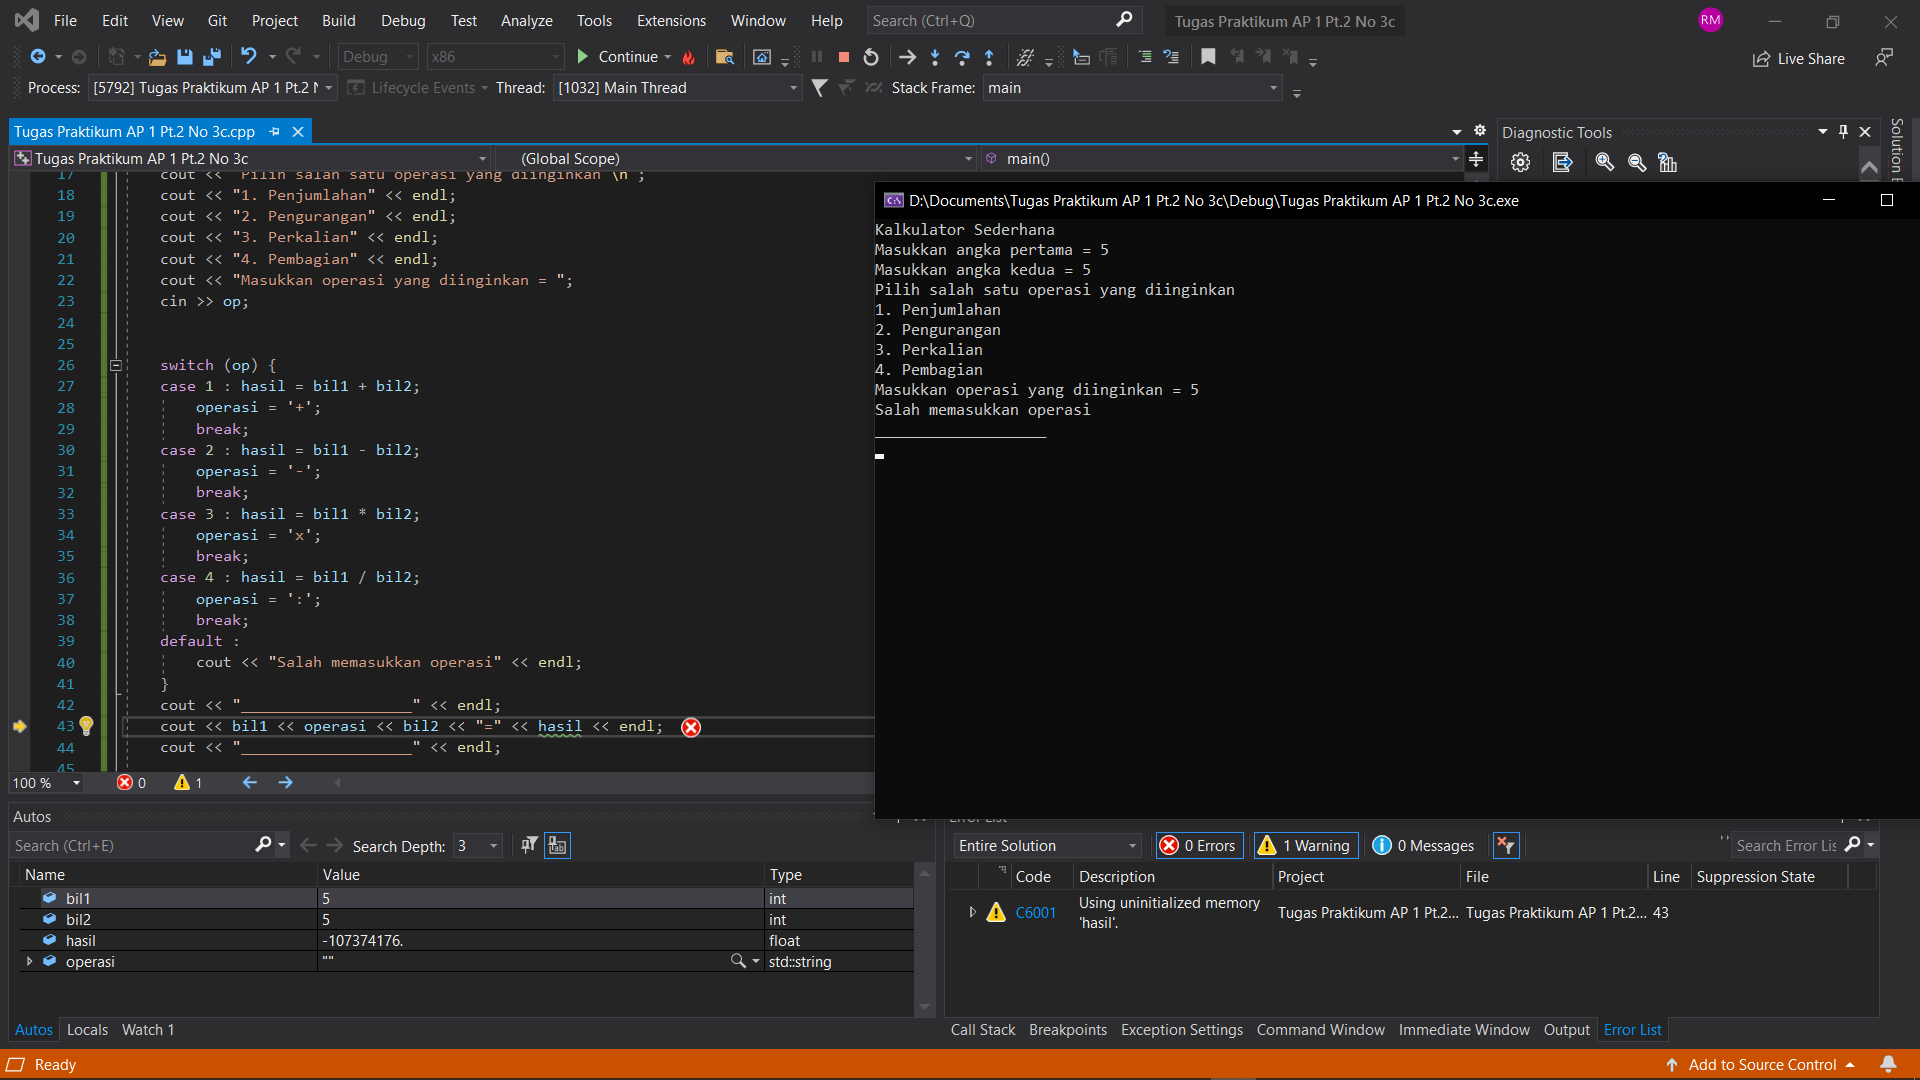 File Edit View Git Project Build Debug Test Analyze Tools Extensions Window Help Search (Ctrl+Q) Tugas Praktikum AP 1 Pt.2 No 3c RM
Debug x86 Continue Live Share
Process: [5792] Tugas Praktikum AP 1 Pt.2 Lifecycle Events Thread: [1032] Main Thread Stack Frame: main
Tugas Praktikum AP 1 Pt.2 No 3c.cpp
Tugas Praktikum AP 1 Pt.2 No 3c (Global Scope) main()
17 cout << "Pilih salah satu operasi yang diinginkan \n";
18 cout << "1. Penjumlahan" << endl;
19 cout << "2. Pengurangan" << endl;
20 cout << "3. Perkalian" << endl;
21 cout << "4. Pembagian" << endl;
22 cout << "Masukkan operasi yang diinginkan = ";
23 cin >> op;
24
25
26 switch (op) {
27 case 1 : hasil = bil1 + bil2;
28 operasi = '+';
29 break;
30 case 2 : hasil = bil1 - bil2;
31 operasi = '-';
32 break;
33 case 3 : hasil = bil1 * bil2;
34 operasi = 'x';
35 break;
36 case 4 : hasil = bil1 / bil2;
37 operasi = ':';
38 break;
39 default :
40 cout << "Salah memasukkan operasi" << endl;
41 }
42 cout << "___________________" << endl;
43 cout << bil1 << operasi << bil2 << "=" << hasil << endl;
44 cout << "___________________" << endl;
45
100 % 0 1
Diagnostic Tools
Solution
D:\Documents\Tugas Praktikum AP 1 Pt.2 No 3c\Debug\Tugas Praktikum AP 1 Pt.2 No 3c.exe
Kalkulator Sederhana
Masukkan angka pertama = 5
Masukkan angka kedua = 5
Pilih salah satu operasi yang diinginkan
1. Penjumlahan
2. Pengurangan
3. Perkalian
4. Pembagian
Masukkan operasi yang diinginkan = 5
Salah memasukkan operasi
___________________
Autos
Search (Ctrl+E) Search Depth: 3
Name Value Type
bil1 5 int
bil2 5 int
hasil -107374176. float
operasi "" std::string
Autos Locals Watch 1
Error List
Entire Solution 0 Errors 1 Warning 0 Messages Search Error Lis
Code Description Project File Line Suppression State
C6001 Using uninitialized memory 'hasil'. Tugas Praktikum AP 1 Pt.2... Tugas Praktikum AP 1 Pt.2... 43
Call Stack Breakpoints Exception Settings Command Window Immediate Window Output Error List
Ready Add to Source Control